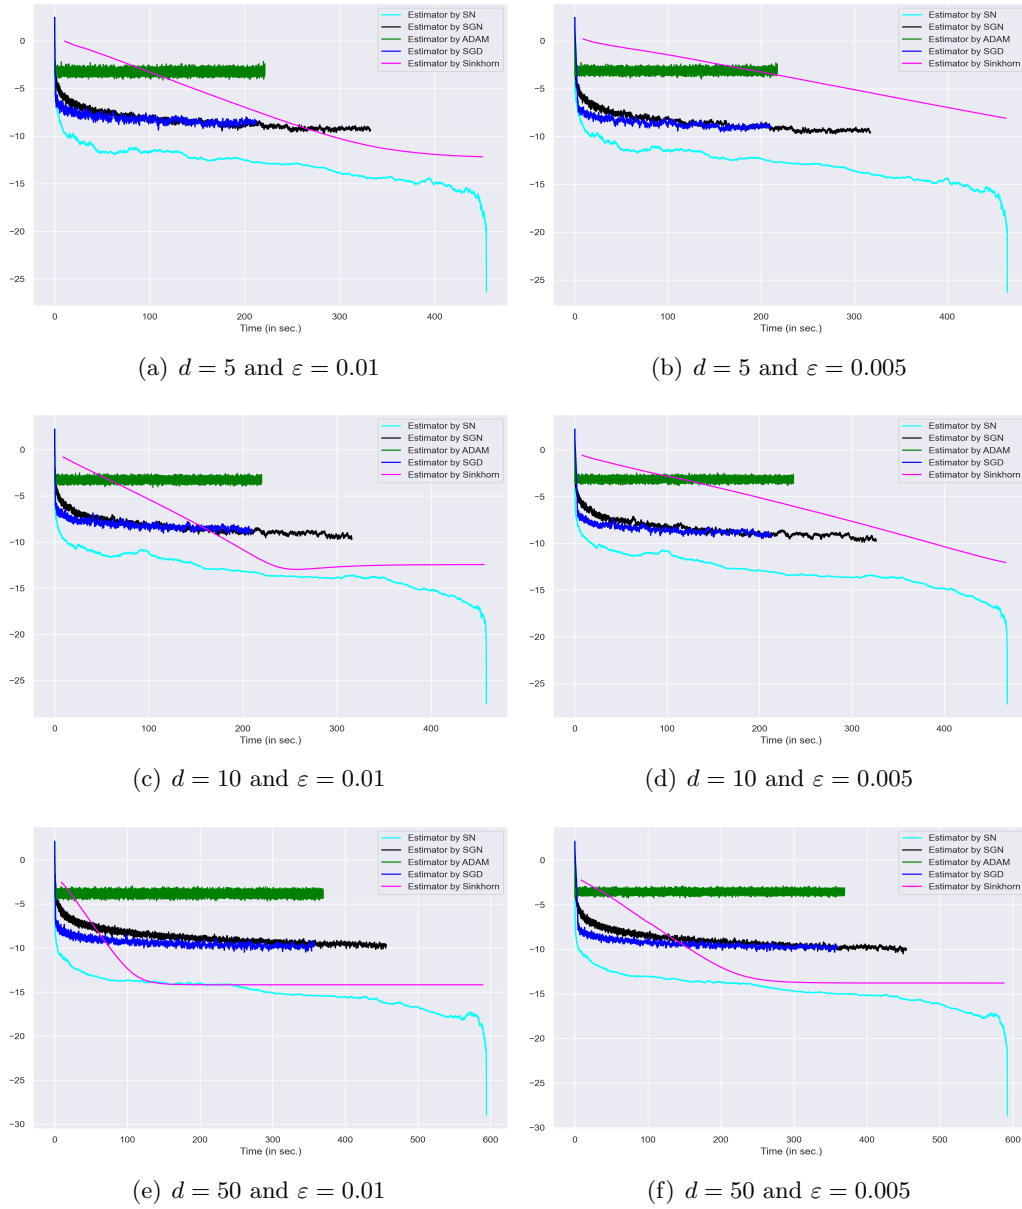 Estimator by SN
Estimator by SGN
Estimator by ADAM
Estimator by SGD
Estimator by Sinkhorn
0
−5
−10
−15
−20
−25
0 100 200 300 400
Time (in sec.)
(a) d = 5 and ε = 0.01
Estimator by SN
Estimator by SGN
Estimator by ADAM
Estimator by SGD
Estimator by Sinkhorn
0
−5
−10
−15
−20
−25
0 100 200 300 400
Time (in sec.)
(b) d = 5 and ε = 0.005
Estimator by SN
Estimator by SGN
Estimator by ADAM
Estimator by SGD
Estimator by Sinkhorn
0
−5
−10
−15
−20
−25
0 100 200 300 400
Time (in sec.)
(c) d = 10 and ε = 0.01
Estimator by SN
Estimator by SGN
Estimator by ADAM
Estimator by SGD
Estimator by Sinkhorn
0
−5
−10
−15
−20
−25
0 100 200 300 400
Time (in sec.)
(d) d = 10 and ε = 0.005
Estimator by SN
Estimator by SGN
Estimator by ADAM
Estimator by SGD
Estimator by Sinkhorn
0
−5
−10
−15
−20
−25
−30
0 100 200 300 400 500 600
Time (in sec.)
(e) d = 50 and ε = 0.01
Estimator by SN
Estimator by SGN
Estimator by ADAM
Estimator by SGD
Estimator by Sinkhorn
0
−5
−10
−15
−20
−25
−30
0 100 200 300 400 500 600
Time (in sec.)
(f) d = 50 and ε = 0.005